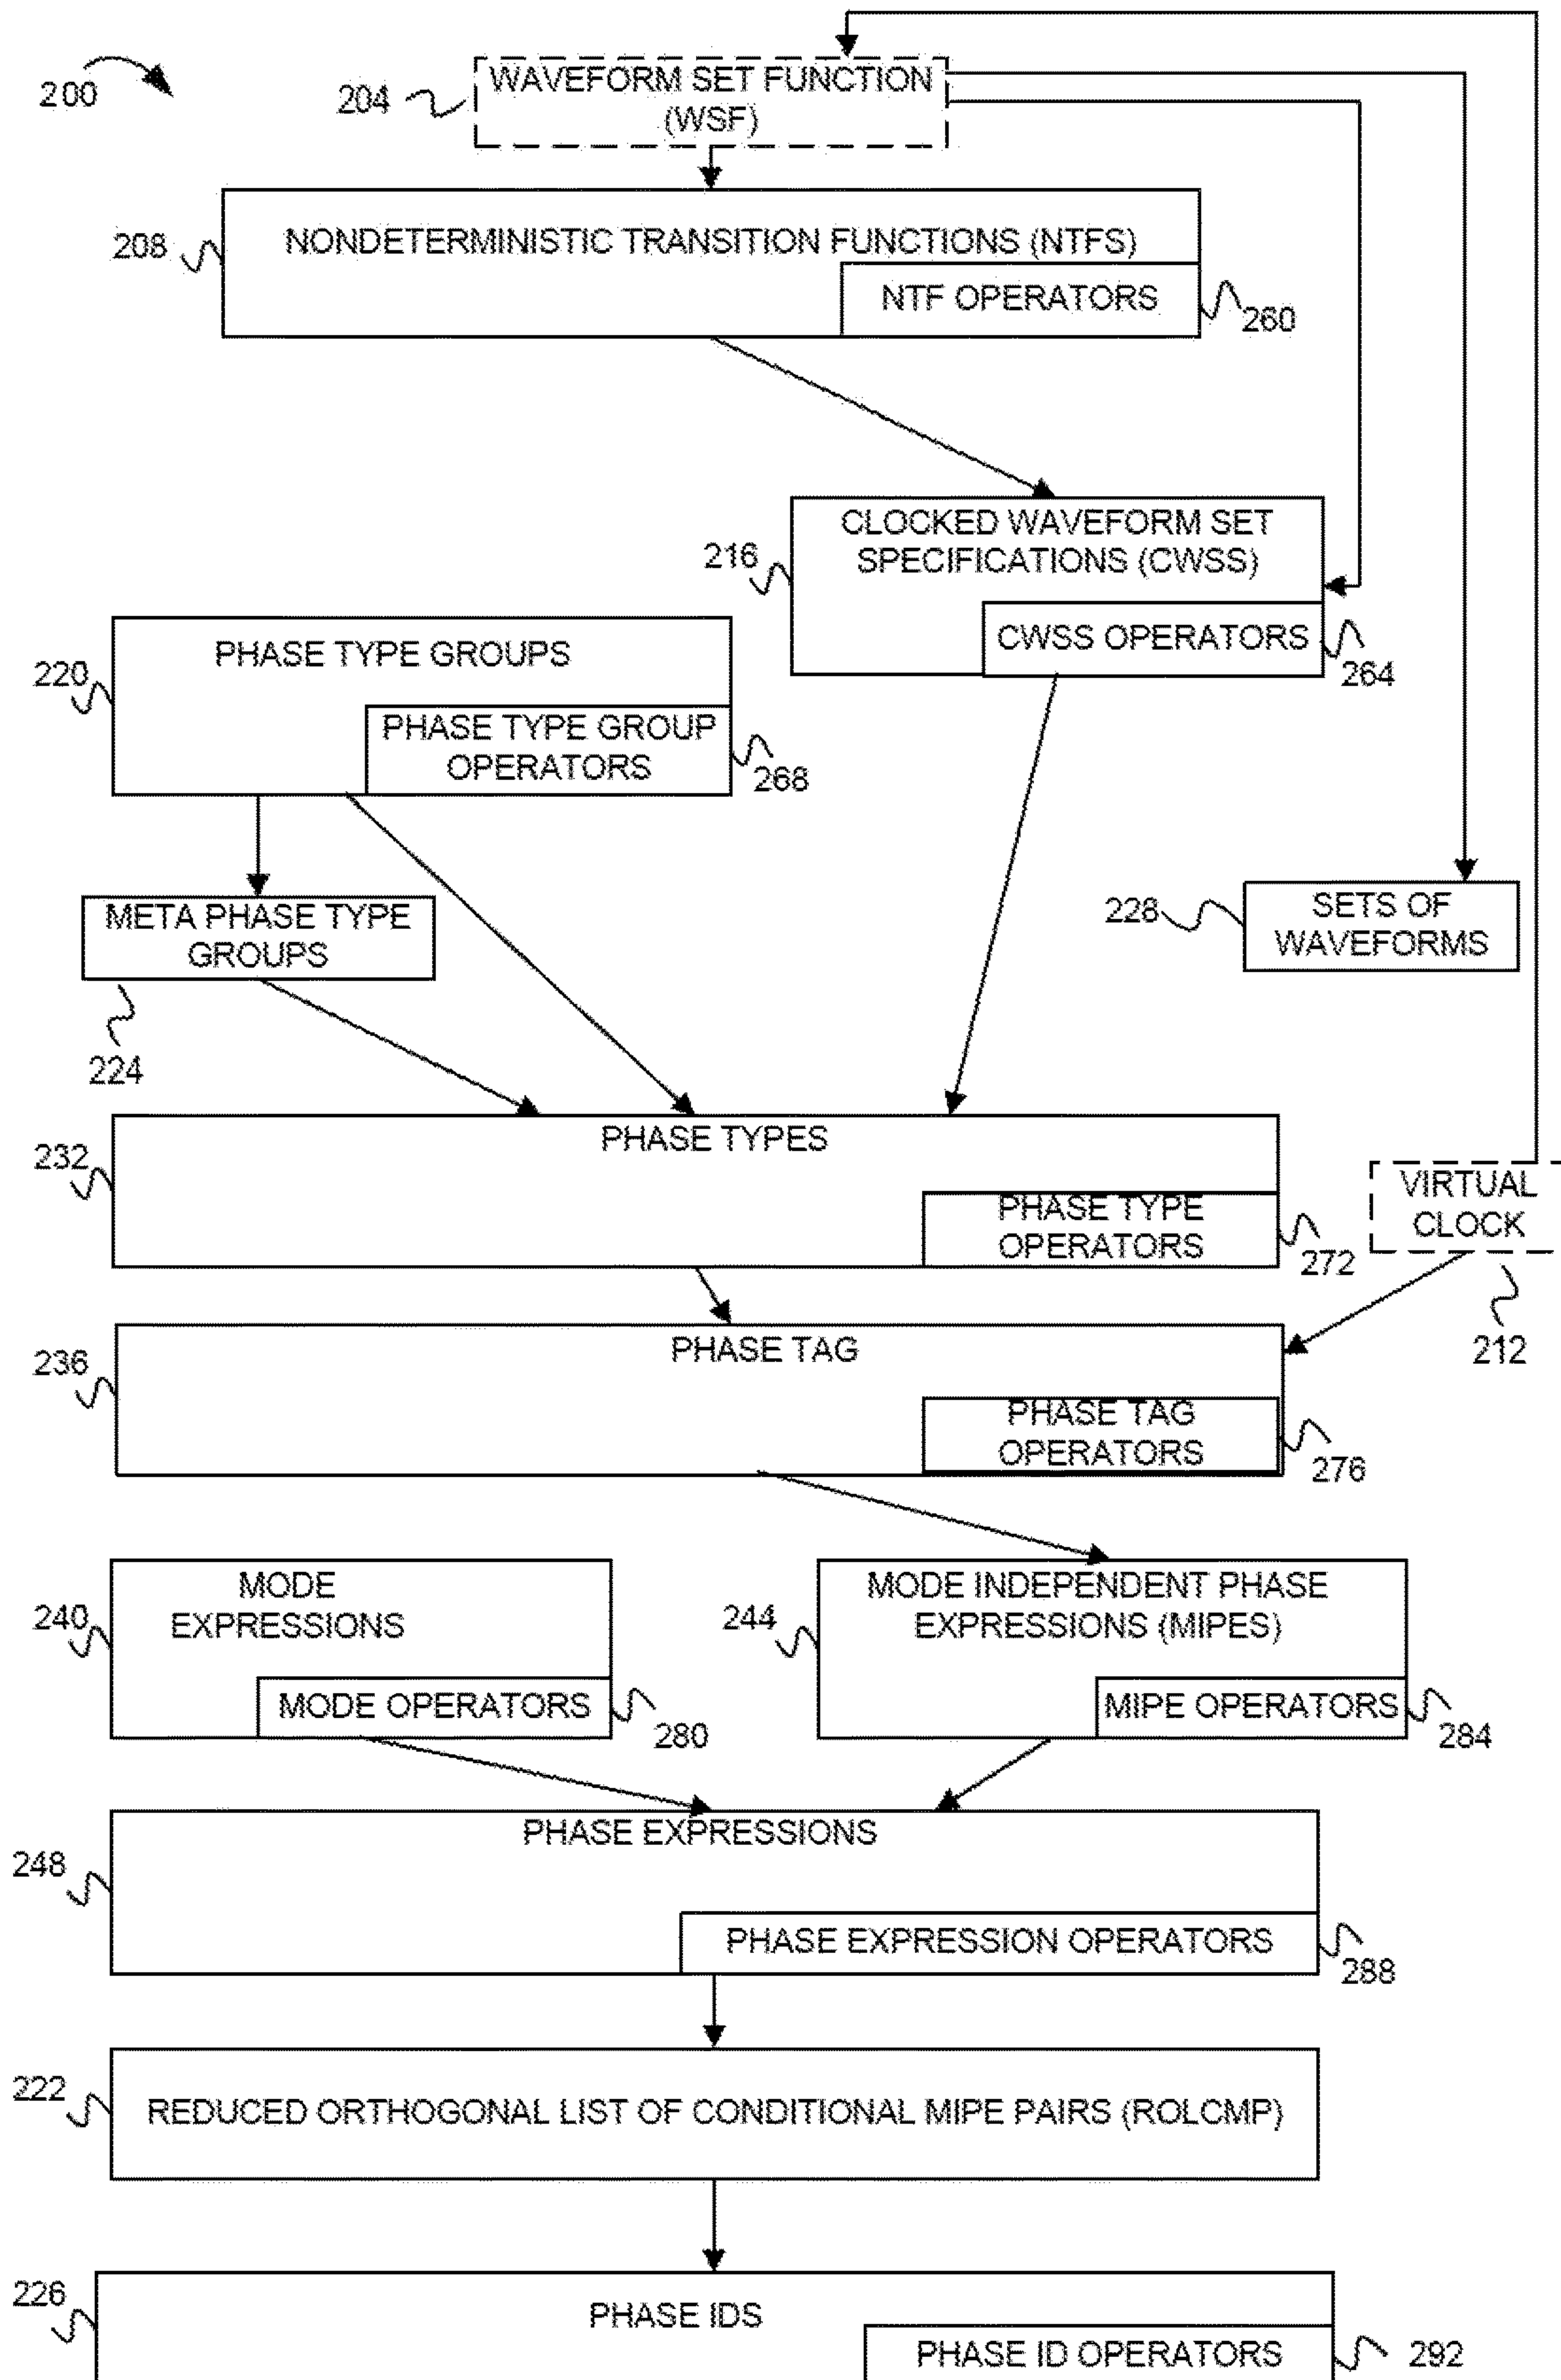 200
204
WAVEFORM SET FUNCTION
(WSF)
208
NONDETERMINISTIC TRANSITION FUNCTIONS (NTFS)
NTF OPERATORS
260
216
CLOCKED WAVEFORM SET
SPECIFICATIONS (CWSS)
CWSS OPERATORS
264
220
PHASE TYPE GROUPS
PHASE TYPE GROUP
OPERATORS
268
META PHASE TYPE
GROUPS
224
228
SETS OF
WAVEFORMS
232
PHASE TYPES
PHASE TYPE
OPERATORS
272
VIRTUAL
CLOCK
212
236
PHASE TAG
PHASE TAG
OPERATORS
276
240
MODE
EXPRESSIONS
MODE OPERATORS
280
244
MODE INDEPENDENT PHASE
EXPRESSIONS (MIPES)
MIPE OPERATORS
284
248
PHASE EXPRESSIONS
PHASE EXPRESSION OPERATORS
288
222
REDUCED ORTHOGONAL LIST OF CONDITIONAL MIPE PAIRS (ROLCMP)
226
PHASE IDS
PHASE ID OPERATORS
292